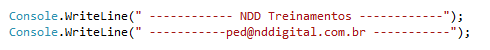 Console.WriteLine(" ------------ NDD Treinamentos ------------");
Console.WriteLine(" -----------ped@nddigital.com.br -----------");